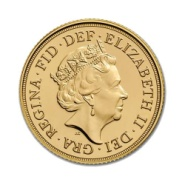 ELIZABETH II · DEI · GRA · REGINA · FID · DEF ·